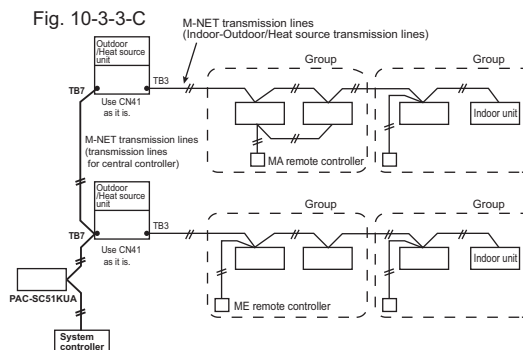 Fig. 10-3-3-C
M-NET transmission lines
(Indoor-Outdoor/Heat source transmission lines)
Outdoor
/Heat source
unit
TB7
TB3
Use CN41
as it is.
Group
Group
Indoor unit
MA remote controller
M-NET transmission lines
(transmission lines
for central controller)
Outdoor
/Heat source
unit
TB7
TB3
Use CN41
as it is.
Group
Group
Indoor unit
ME remote controller
PAC-SC51KUA
System
controller